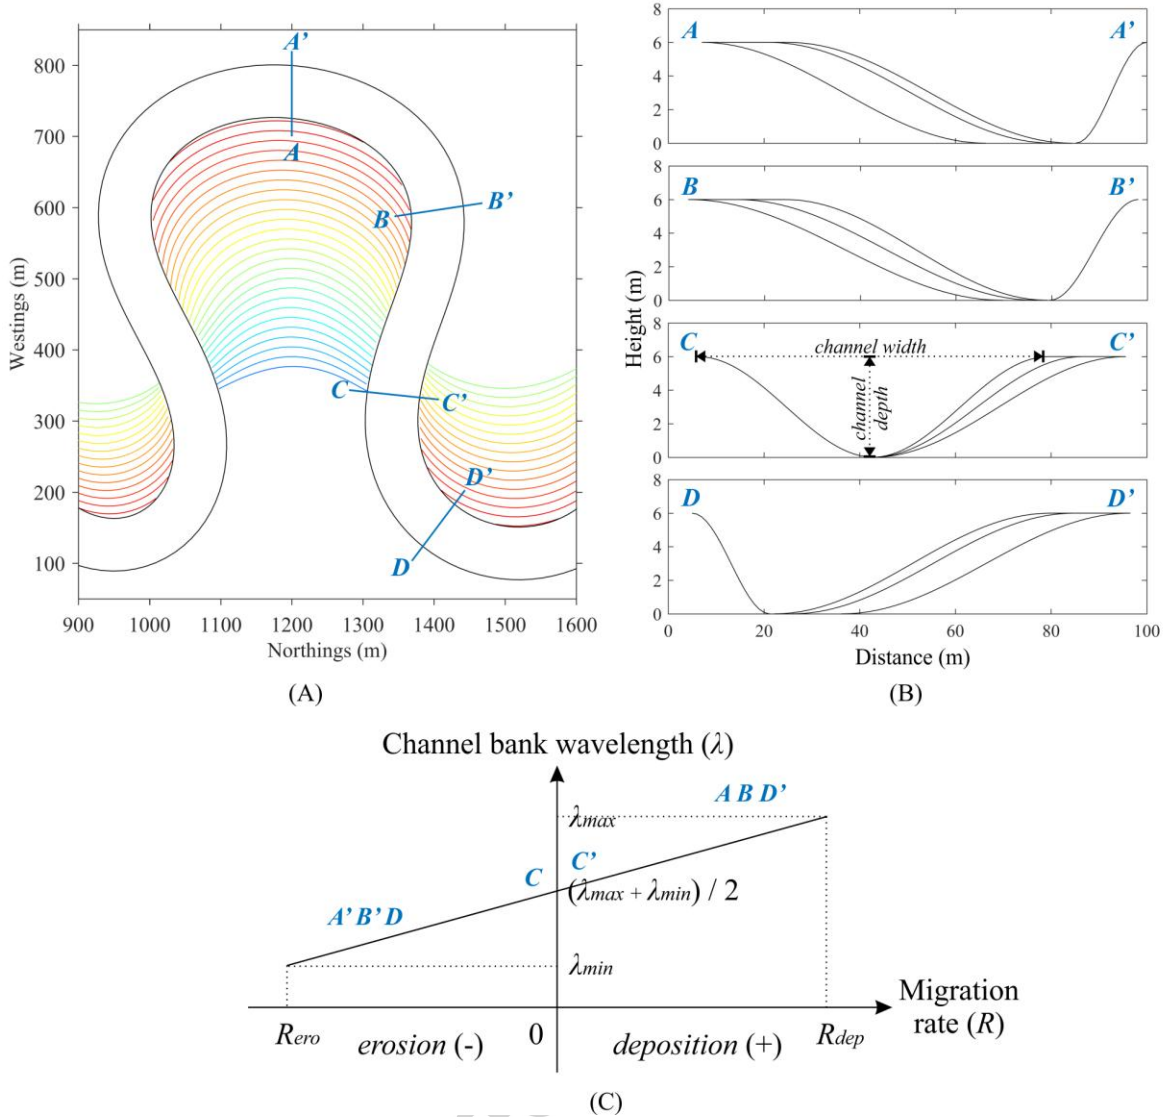 A'
A
B
B'
C
C'
D'
D
800
700
600
500
400
300
200
100
Westings (m)
900 1000 1100 1200 1300 1400 1500 1600
Northings (m)
(A)
A A'
8
6
4
2
0
B B'
8
6
4
2
0
C C'
channel width
channel
depth
8
6
4
2
0
D D'
8
6
4
2
0
Height (m)
0 20 40 60 80 100
Distance (m)
(B)
Channel bank wavelength (λ)
A B D'
λmax
C'
C
(λmax + λmin) / 2
A' B' D
λmin
Migration
rate (R)
Rero
erosion (-)
0
deposition (+)
Rdep
(C)